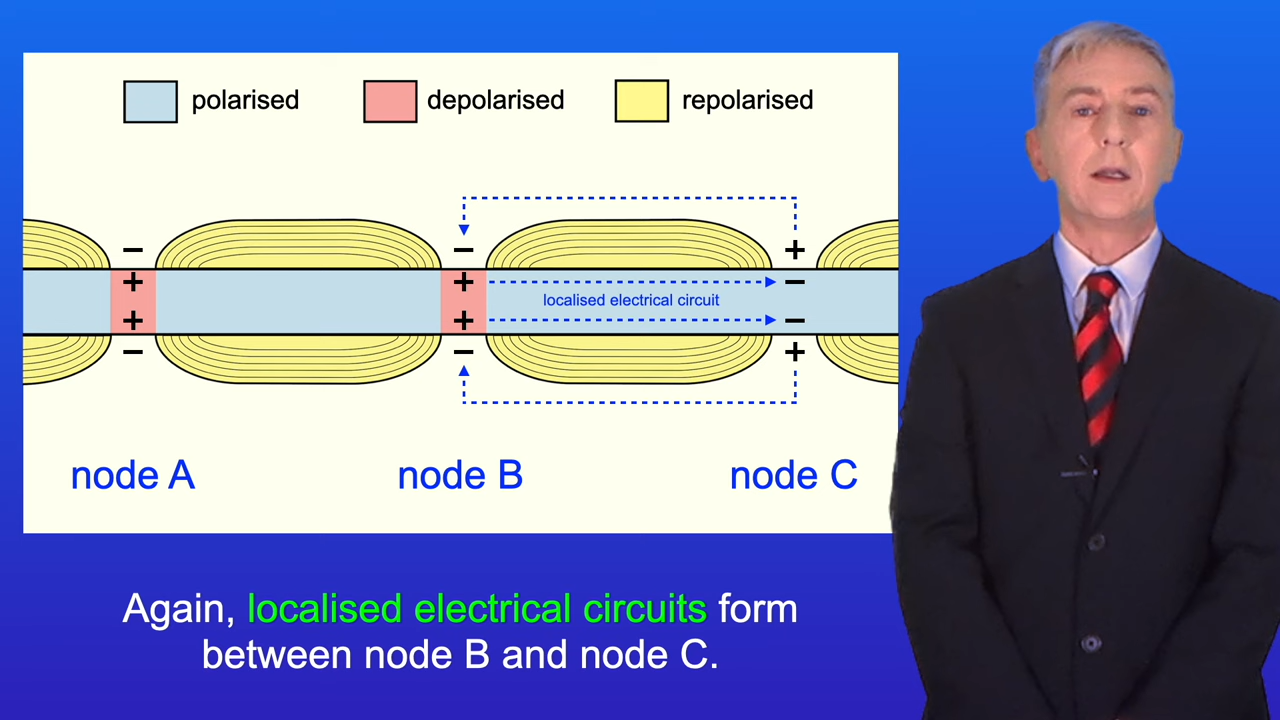 polarised depolarised repolarised
− − +
+ + −
localised electrical circuit
+ + −
− − +
node A node B node C
Again, localised electrical circuits form
between node B and node C.